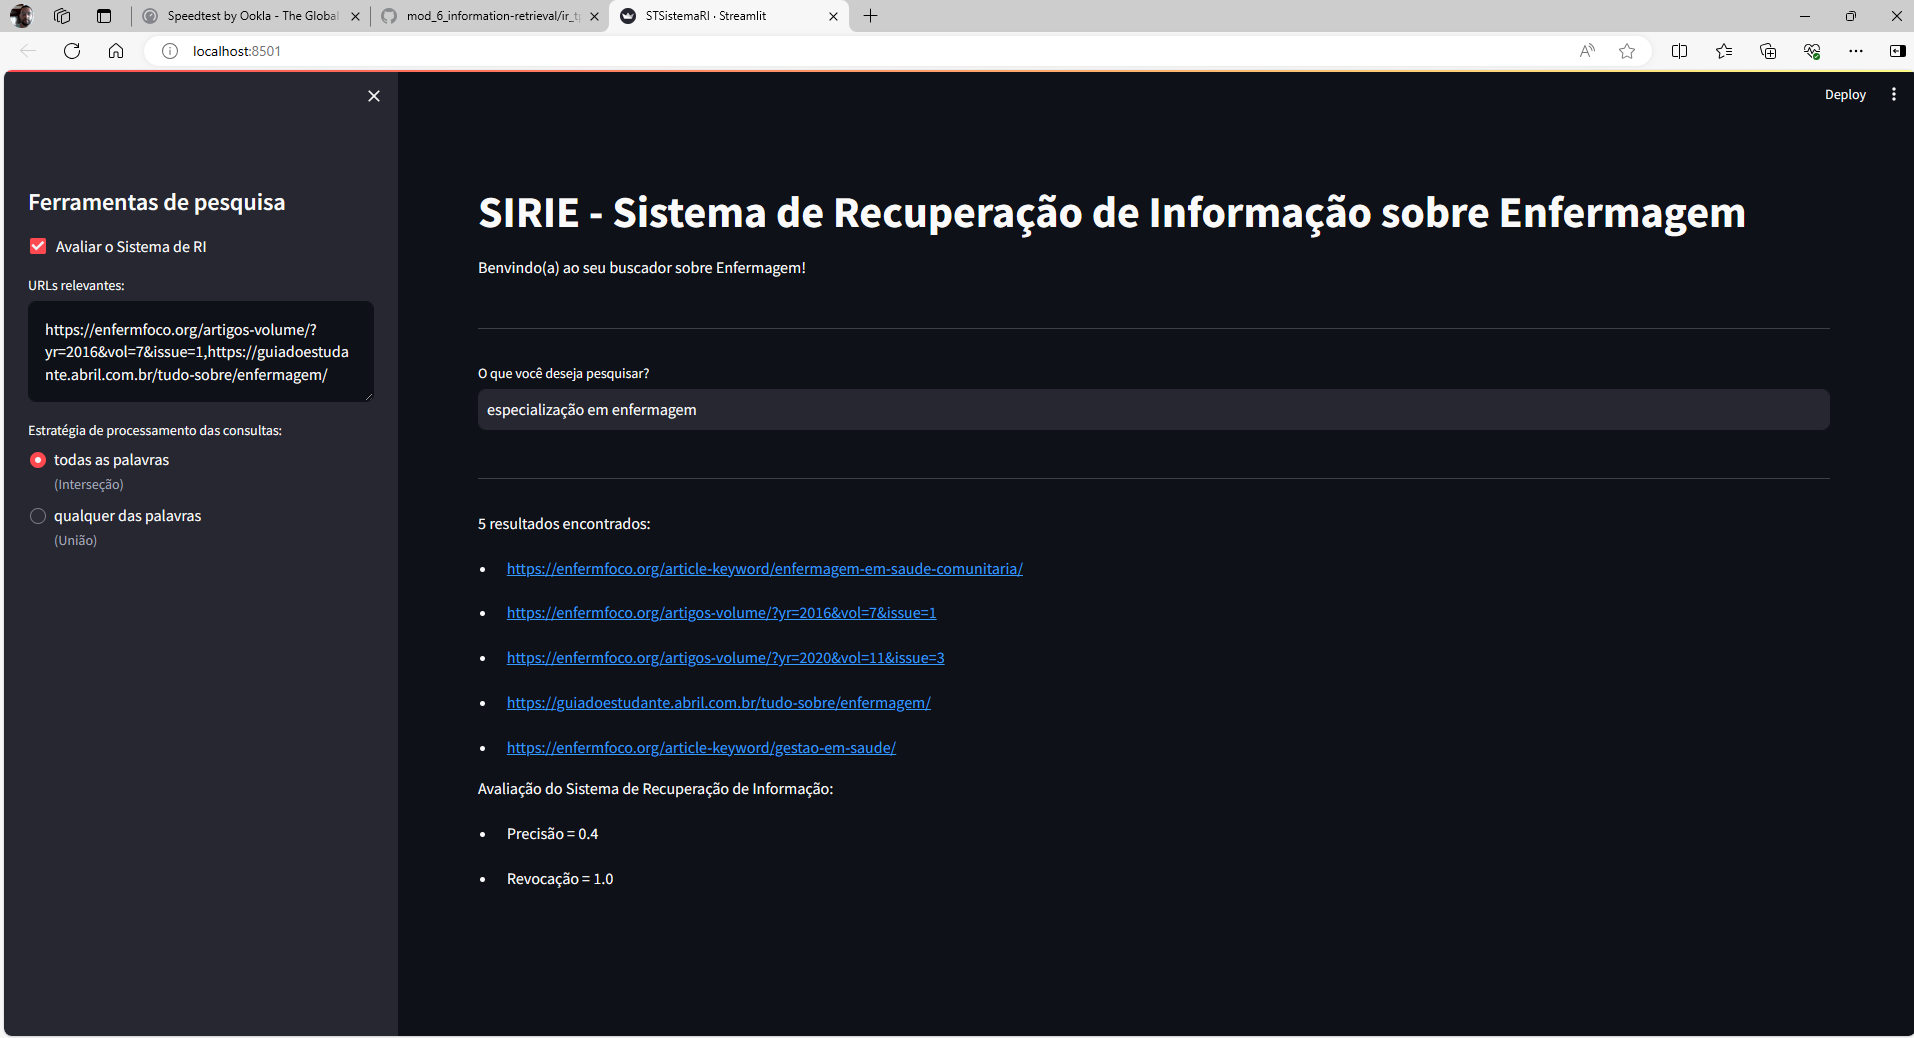 Speedtest by Ookla - The Global
mod_6_information-retrieval/ir_tp
STSistemaRI · Streamlit
localhost:8501
Deploy
Ferramentas de pesquisa
Avaliar o Sistema de RI
URLs relevantes:
https://enfermfoco.org/artigos-volume/?
yr=2016&vol=7&issue=1,https://guiadoestuda
nte.abril.com.br/tudo-sobre/enfermagem/
Estratégia de processamento das consultas:
todas as palavras
(Interseção)
qualquer das palavras
(União)
SIRIE - Sistema de Recuperação de Informação sobre Enfermagem
Benvindo(a) ao seu buscador sobre Enfermagem!
O que você deseja pesquisar?
especialização em enfermagem
5 resultados encontrados:
https://enfermfoco.org/article-keyword/enfermagem-em-saude-comunitaria/
https://enfermfoco.org/artigos-volume/?yr=2016&vol=7&issue=1
https://enfermfoco.org/artigos-volume/?yr=2020&vol=11&issue=3
https://guiadoestudante.abril.com.br/tudo-sobre/enfermagem/
https://enfermfoco.org/article-keyword/gestao-em-saude/
Avaliação do Sistema de Recuperação de Informação:
Precisão = 0.4
Revocação = 1.0